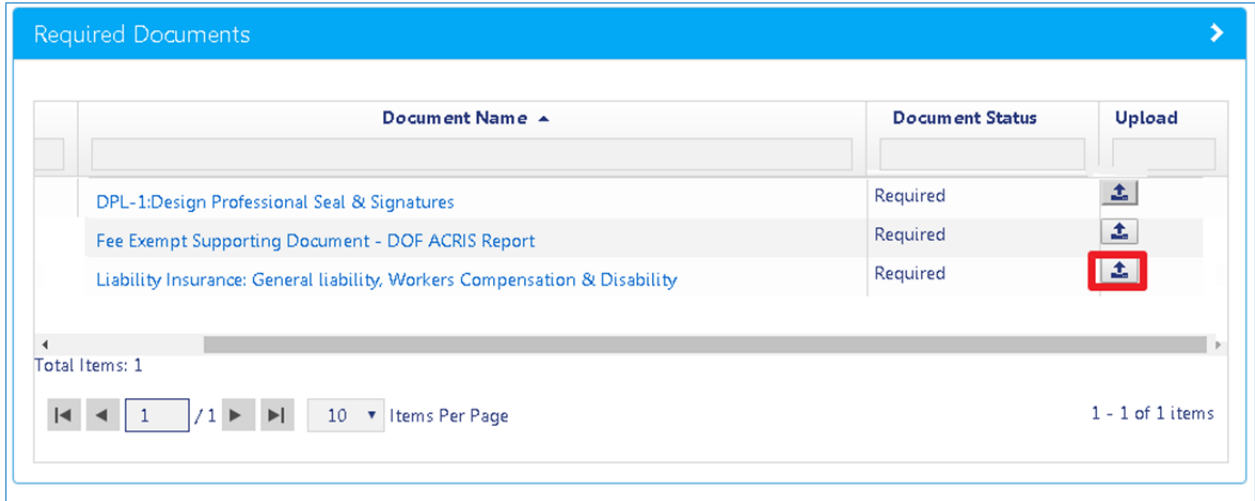 Required Documents
Document Name Document Status Upload
DPL-1:Design Professional Seal & Signatures Required
Fee Exempt Supporting Document - DOF ACRIS Report Required
Liability Insurance: General liability, Workers Compensation & Disability Required
Total Items: 1
1 / 1 10 Items Per Page 1 - 1 of 1 items